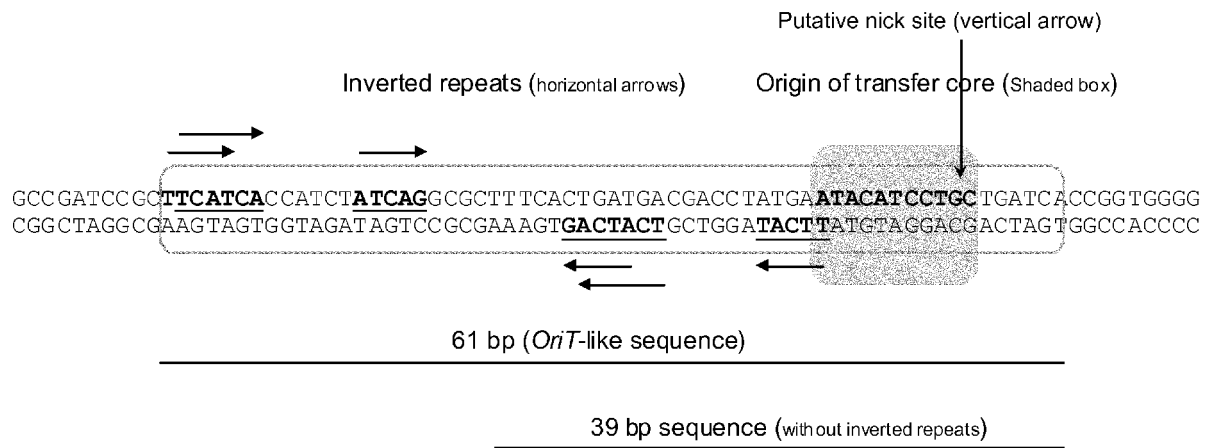 Putative nick site (vertical arrow)
Inverted repeats (horizontal arrows) Origin of transfer core (Shaded box)
GCCGATCCGCTTCATCACCATCTATCAGGCGCTTTCACTGATGACGACCTATGAATACATCCTGCTGATCACCGGTGGGG
CGGCTAGGCGAAGTAGTGGTAGATAGTCCGCGAAAGTGACTACTGCTGGATACTTATGTAGGACGACTAGTGGCCACCCC
61 bp (OriT-like sequence)
39 bp sequence (without inverted repeats)